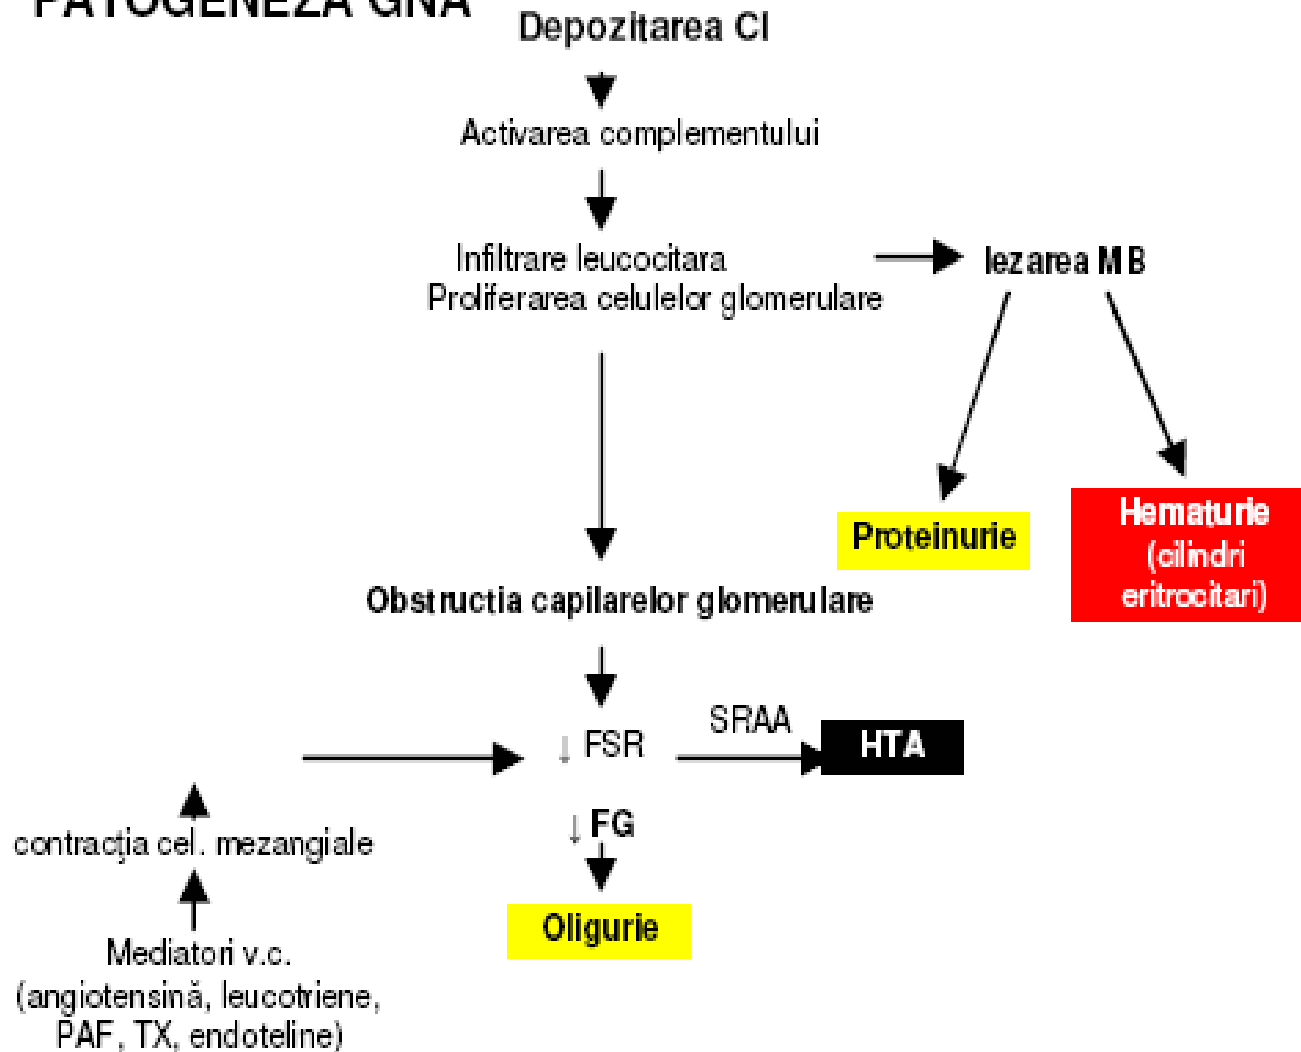 PATOGENEZA GNA
Depozitarea CI
Activarea complementului
Infiltrare leucocitara
Proliferarea celulelor glomerulare
lezarea MB
Proteinurie
Hematurie
(cilindri
eritrocitari)
Obstrucția capilarelor glomerulare
↓ FSR
SRAA
HTA
↓ FG
Oligurie
contracția cel. mezangiale
Mediatori v.c.
(angiotensină, leucotriene,
PAF, TX, endoteline)